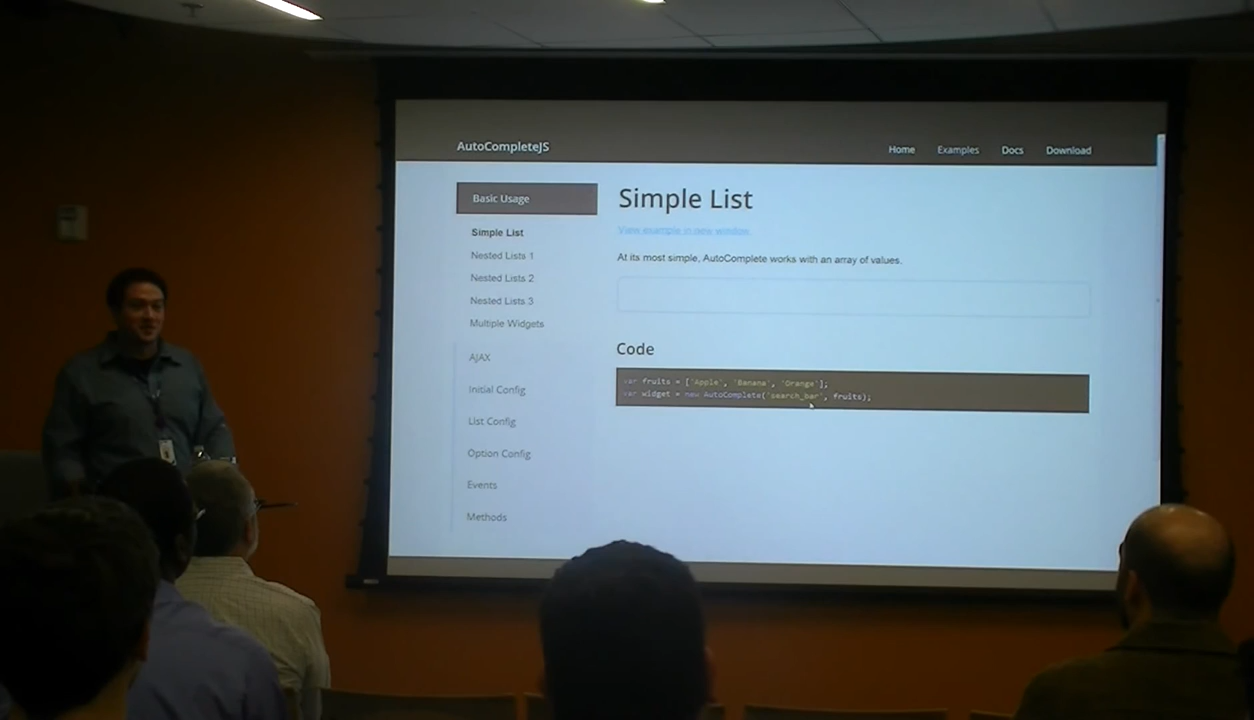 AutoCompleteJS
Home Examples Docs Download
Basic Usage
Simple List
Nested Lists 1
Nested Lists 2
Nested Lists 3
Multiple Widgets
AJAX
Initial Config
List Config
Option Config
Events
Methods
Simple List
View example in new window.
At its most simple, AutoComplete works with an array of values.
Code
var fruits = ['Apple', 'Banana', 'Orange'];
var widget = new AutoComplete('search_bar', fruits);